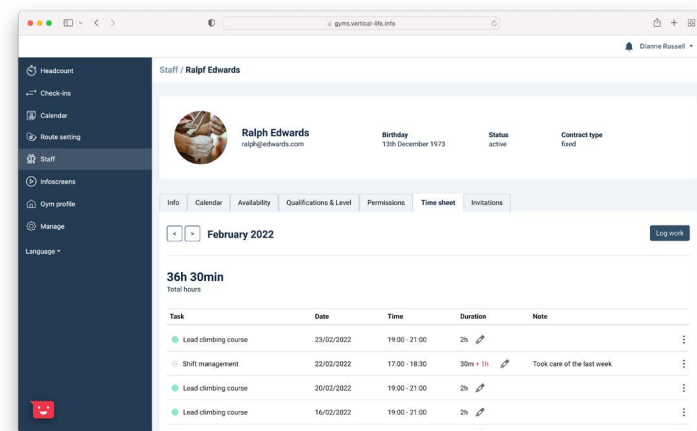 gyms.vertical-life.info
Dianne Russell
Headcount
Check-ins
Calendar
Route setting
Staff
Infoscreens
Gym profile
Manage
Language
Staff / Ralpf Edwards
Ralph Edwards
ralph@edwards.com
Birthday
13th December 1973
Status
active
Contract type
fixed
Info Calendar Availability Qualifications & Level Permissions Time sheet Invitations
< > February 2022 Log work
36h 30min
Total hours
Task Date Time Duration Note
Lead climbing course 23/02/2022 19:00 - 21:00 2h
Shift management 22/02/2022 17:00 - 18:30 30m + 1h Took care of the last week
Lead climbing course 20/02/2022 19:00 - 21:00 2h
Lead climbing course 16/02/2022 19:00 - 21:00 2h